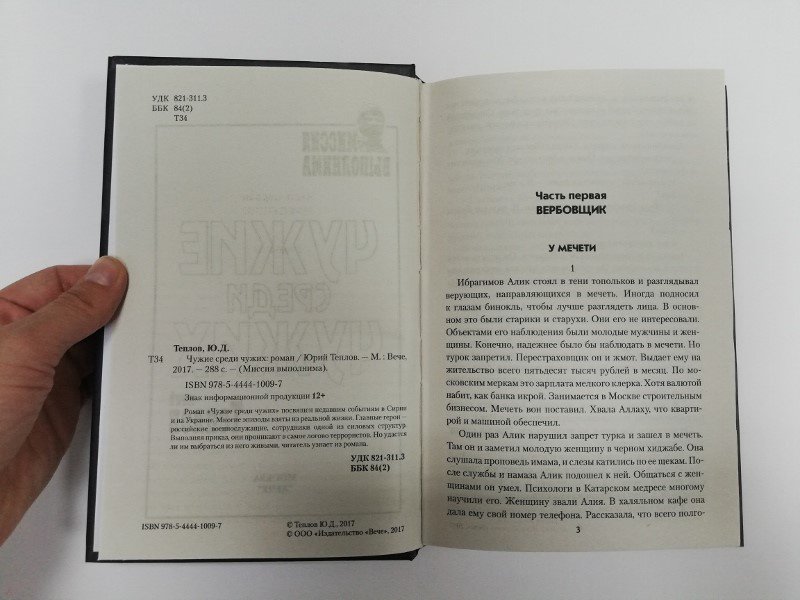 УДК 821-311.3
ББК 84(2)
Т34
Теплов, Ю.Д.
Т34 Чужие среди чужих: роман / Юрий Теплов. — М. : Вече,
2017. — 288 с. — (Миссия выполнима).
ISBN 978-5-4444-1009-7
Знак информационной продукции 12+
Роман «Чужие среди чужих» посвящен недавним событиям в Сирии
и на Украине. Многие эпизоды взяты из реальной жизни. Главные герои —
российские военнослужащие, сотрудники одной из силовых структур.
Выполняя приказ, они проникают в самое логово террористов. Но удастся
ли им выбраться из него живыми, читатель узнает из романа.
УДК 821-311.3
ББК 84(2)
ISBN 978-5-4444-1009-7
© Теплов Ю.Д., 2017
© ООО «Издательство «Вече», 2017
Часть первая
ВЕРБОВЩИК
У МЕЧЕТИ
1
Ибрагимов Алик стоял в тени топольков и разглядывал
верующих, направляющихся в мечеть. Иногда подносил
к глазам бинокль, чтобы лучше разглядеть лица. В основ-
ном это были старики и старухи. Они его не интересовали.
Объектами его наблюдения были молодые мужчины и жен-
щины. Конечно, надежнее было бы наблюдать в мечети. Но
турок запретил. Перестраховщик он и жмот. Выдает ему на
жительство всего пятьдесят тысяч рублей в месяц. По
московским меркам это зарплата мелкого клерка. Хотя валютой
набит, как банка икрой. Занимается в Москве строительным
бизнесом. Мечеть вон поставил. Хвала Аллаху, что кварти-
рой и машиной обеспечил.
Один раз Алик нарушил запрет турка и зашел в мечеть.
Там он и заметил молодую женщину в черном хиджабе. Она
слушала проповедь имама, и слезы катились по ее щекам. По-
сле службы и намаза Алик подошел к ней. Общаться с жен-
щинами он умел. Психологи в Катарском медресе многому
научили его. Женщину звали Алия. В халяльном кафе она
дала ему свой номер телефона. Рассказала, что всего полго-
3